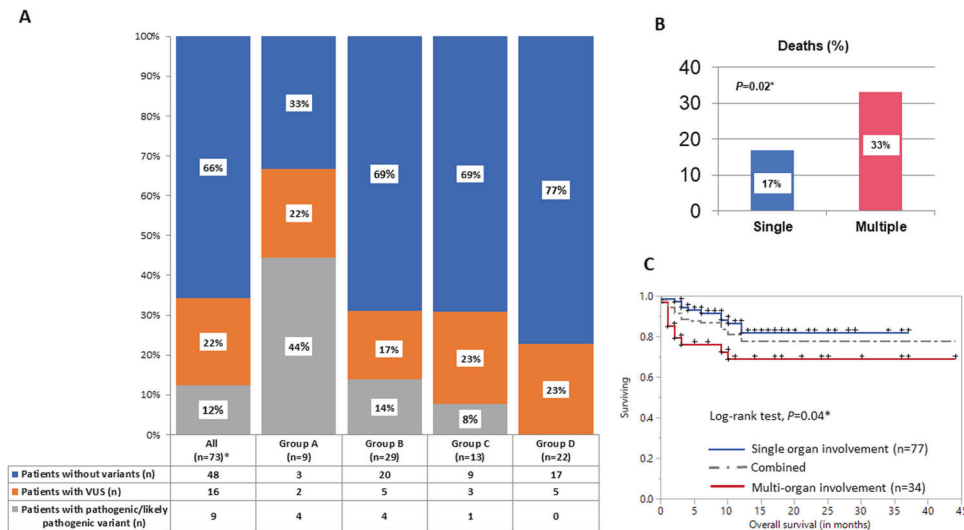 A
100%
90%
80%
70%
60%
50%
40%
30%
20%
10%
0%
66% 33% 69% 69% 77%
22% 22% 17% 23% 23%
12% 44% 14% 8%
All Group A Group B Group C Group D
(n=73)* (n=9) (n=29) (n=13) (n=22)
Patients without variants (n) 48 3 20 9 17
Patients with VUS (n) 16 2 5 3 5
Patients with pathogenic/likely
pathogenic variant (n) 9 4 4 1 0
B
Deaths (%)
40
30
20
10
0
P=0.02*
17% 33%
Single Multiple
C
1.0
0.8
0.6
0.4
0.2
0.0
Surviving
Log-rank test, P=0.04*
Single organ involvement (n=77)
Combined
Multi-organ involvement (n=34)
0 5 10 15 20 25 30 35 40 45
Overall survival (in months)